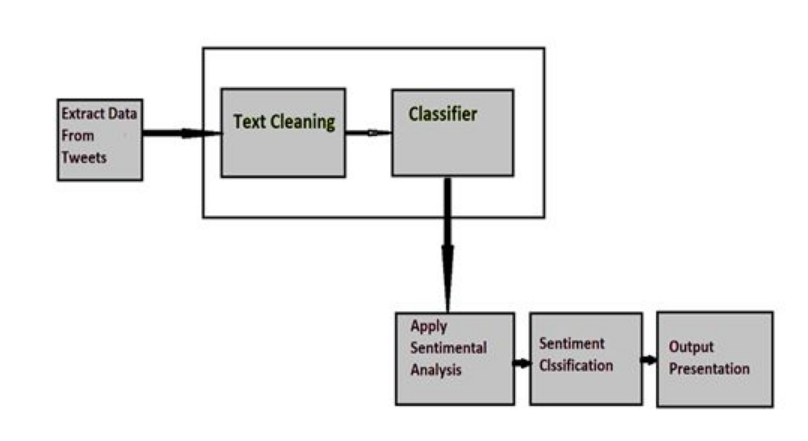 Extract Data
From
Tweets
Text Cleaning
Classifier
Apply
Sentimental
Analysis
Sentiment
Clssification
Output
Presentation